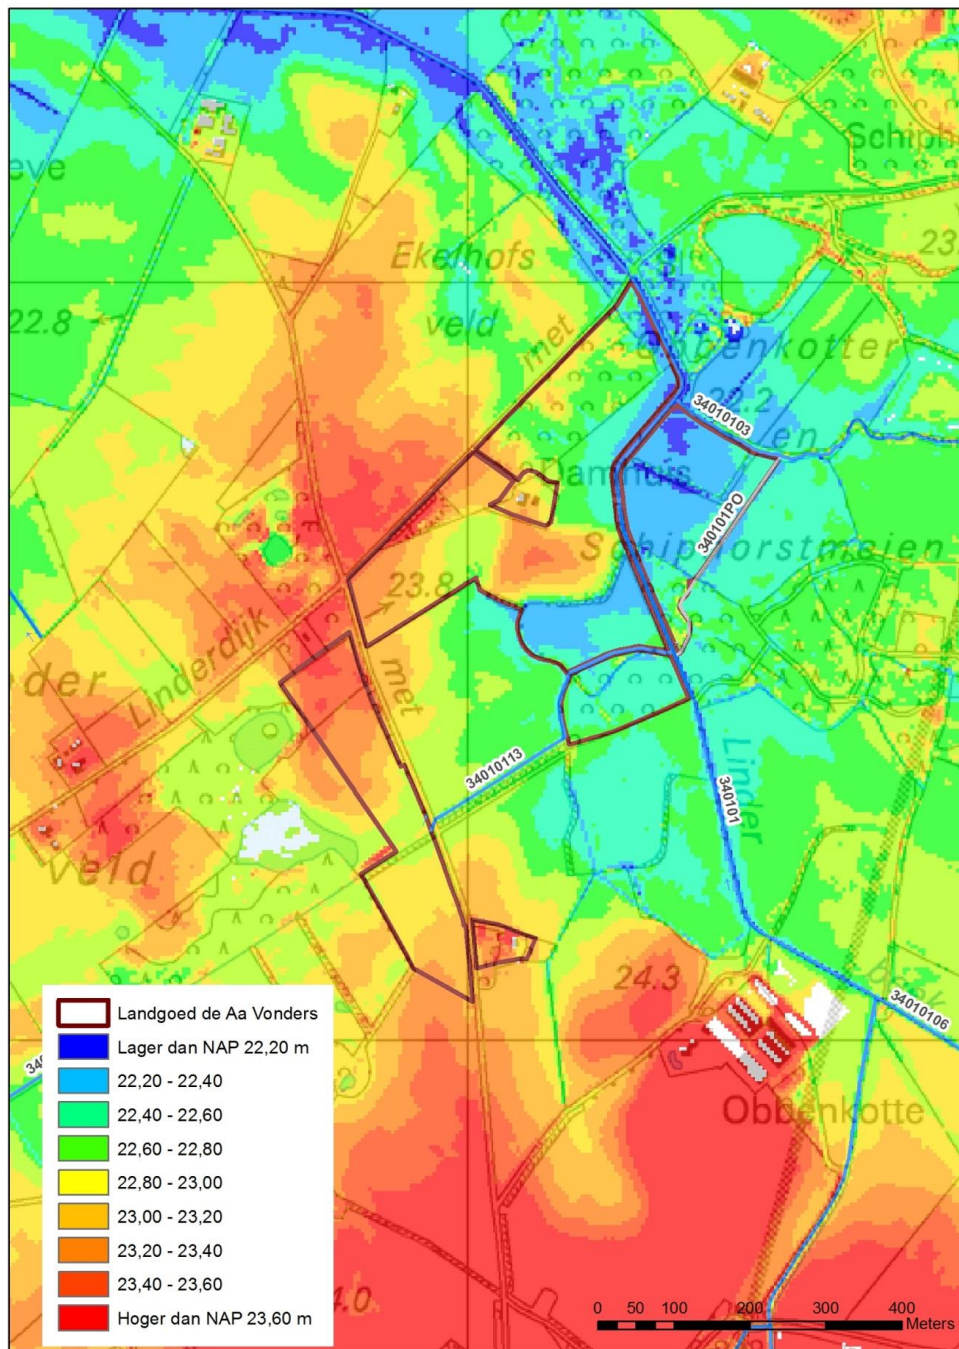 Schiph
eve
Ekelhofs
23.
22.8
veld
met
Obbenkotter
22.2
34010103
en
Damhuis
340101PO
Schiphorstmeien
23.8
Linderdijk
eder
met
34010113
Linder
340101
veld
24.3
34010106
Obbenkotte
Landgoed de Aa Vonders
Lager dan NAP 22,20 m
22,20 - 22,40
22,40 - 22,60
22,60 - 22,80
22,80 - 23,00
23,00 - 23,20
23,20 - 23,40
23,40 - 23,60
Hoger dan NAP 23,60 m
4.0
0 50 100 200 300 400
Meters